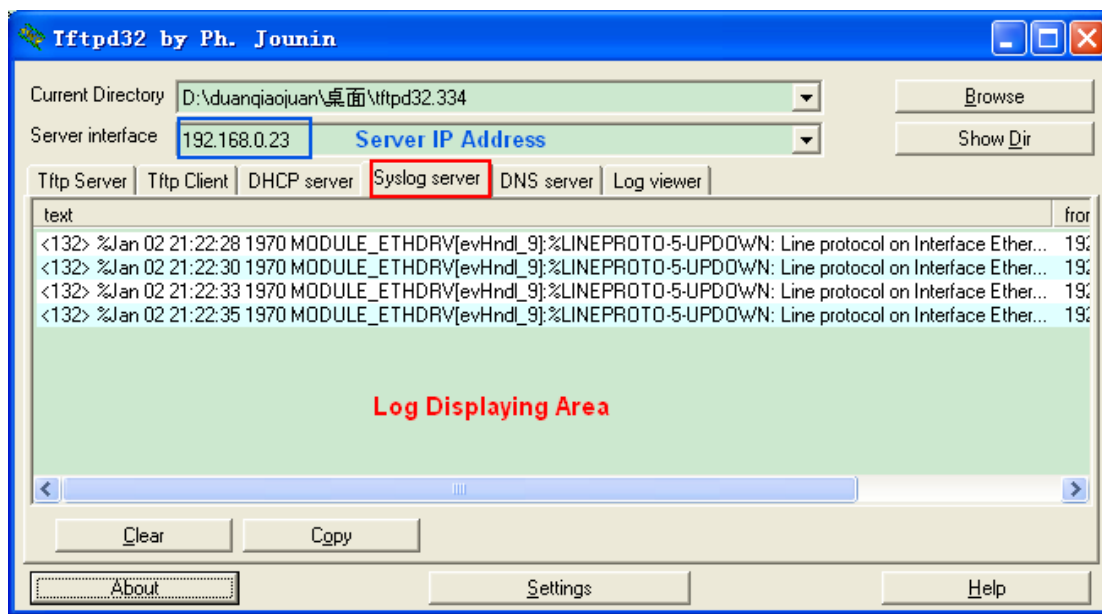 Tftpd32 by Ph. Jounin
Current Directory D:\duanqiaojuan\桌面\tftpd32.334 Browse
Server interface 192.168.0.23 Server IP Address Show Dir
Tftp Server Tftp Client DHCP server Syslog server DNS server Log viewer
text from
<132> %Jan 02 21:22:28 1970 MODULE_ETHDRV[evHndl_9]:%LINEPROTO-5-UPDOWN: Line protocol on Interface Ether... 192
<132> %Jan 02 21:22:30 1970 MODULE_ETHDRV[evHndl_9]:%LINEPROTO-5-UPDOWN: Line protocol on Interface Ether... 192
<132> %Jan 02 21:22:33 1970 MODULE_ETHDRV[evHndl_9]:%LINEPROTO-5-UPDOWN: Line protocol on Interface Ether... 192
<132> %Jan 02 21:22:35 1970 MODULE_ETHDRV[evHndl_9]:%LINEPROTO-5-UPDOWN: Line protocol on Interface Ether... 192
Log Displaying Area
Clear Copy
About Settings Help